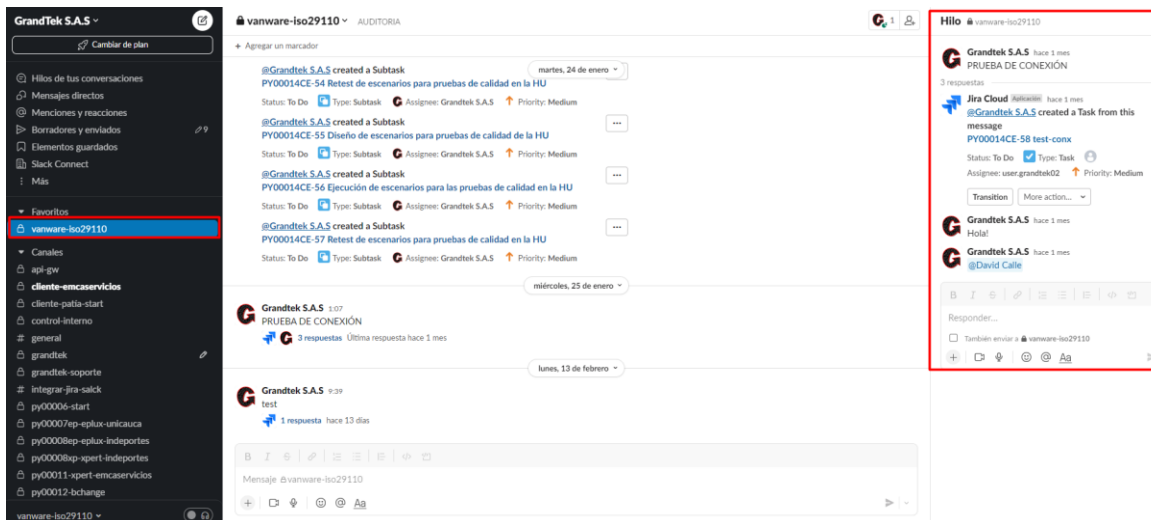 GrandTek S.A.S
Cambiar de plan
Hilos de tus conversaciones
Mensajes directos
Menciones y reacciones
Borradores y enviados 9
Elementos guardados
Slack Connect
Más
Favoritos
vanware-iso29110
Canales
api-gw
cliente-emcaservicios
cliente-patia-start
control-interno
# general
grandtek
grandtek-soporte
# integrar-jira-salck
py00006-start
py00007ep-eplux-unicauca
py00008ep-eplux-indeportes
py00008xp-xpert-indeportes
py00011-xpert-emcaservicios
py00012-bchange
vanware-iso29110
vanware-iso29110 AUDITORIA 1
+ Agregar un marcador
martes, 24 de enero
@Grandtek S.A.S created a Subtask
PY00014CE-54 Retest de escenarios para pruebas de calidad en la HU
Status: To Do Type: Subtask Assignee: Grandtek S.A.S Priority: Medium
@Grandtek S.A.S created a Subtask
PY00014CE-55 Diseño de escenarios para pruebas de calidad de la HU
Status: To Do Type: Subtask Assignee: Grandtek S.A.S Priority: Medium
@Grandtek S.A.S created a Subtask
PY00014CE-56 Ejecución de escenarios para las pruebas de calidad en la HU
Status: To Do Type: Subtask Assignee: Grandtek S.A.S Priority: Medium
@Grandtek S.A.S created a Subtask
PY00014CE-57 Retest de escenarios para pruebas de calidad en la HU
Status: To Do Type: Subtask Assignee: Grandtek S.A.S Priority: Medium
miércoles, 25 de enero
Grandtek S.A.S 1:07
PRUEBA DE CONEXIÓN
3 respuestas Última respuesta hace 1 mes
lunes, 13 de febrero
Grandtek S.A.S 9:39
test
1 respuesta hace 13 días
B I S
Mensaje vanware-iso29110
+ @ Aa
Hilo vanware-iso29110
Grandtek S.A.S hace 1 mes
PRUEBA DE CONEXIÓN
3 respuestas
Jira Cloud Aplicación hace 1 mes
@Grandtek S.A.S created a Task from this
message
PY00014CE-58 test-conx
Status: To Do Type: Task
Assignee: user.grandtek02 Priority: Medium
Transition More action...
Grandtek S.A.S hace 1 mes
Hola!
Grandtek S.A.S hace 1 mes
@David Calle
B I S
Responder...
También enviar a vanware-iso29110
+ @ Aa